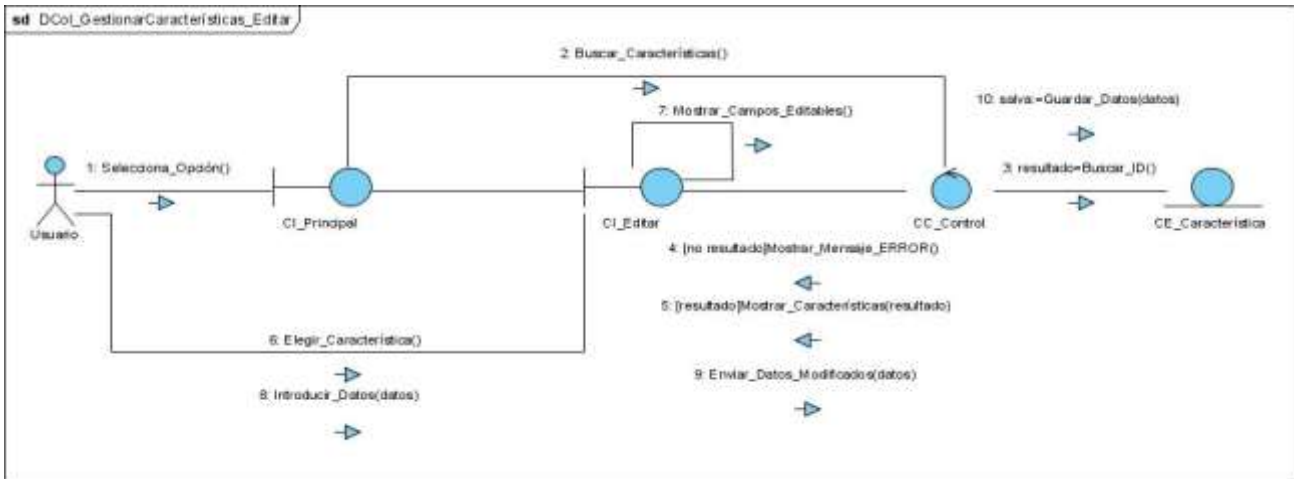 sd DCol_GestionarCaracterísticas_Editar
2: Buscar_Características()
10: salva:=Guardar_Datos(datos)
7: Mostrar_Campos_Editables()
1: Selecciona_Opción()
3: resultado=Buscar_ID()
Usuario
CI_Principal
CI_Editar
CC_Control
CE_Característica
4: [no resultado]Mostrar_Mensaje_ERROR()
5: [resultado]Mostrar_Características(resultado)
6: Elegir_Característica()
9: Enviar_Datos_Modificados(datos)
8: Introducir_Datos(datos)